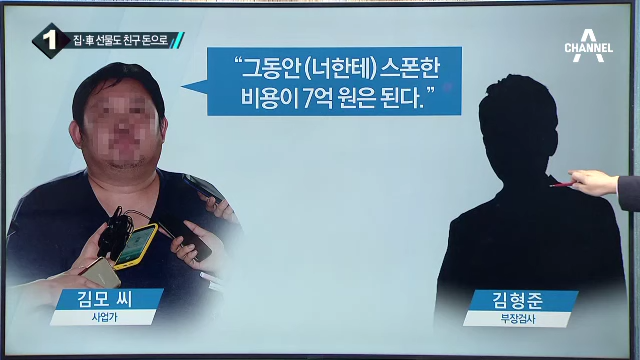 1 집·車 선물도 친구 돈으로
CHANNEL A
“그동안 (너한테) 스폰한
비용이 7억 원은 된다.”
김모 씨
사업가
김형준
부장검사